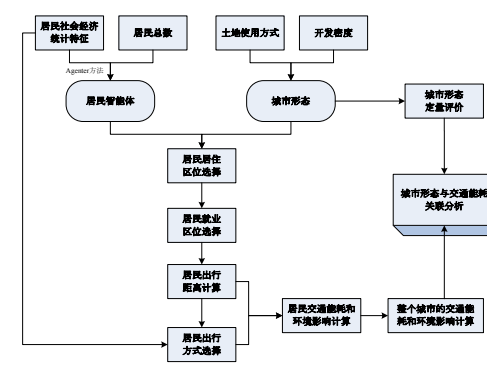 居民社会经济
统计特征
居民总数
土地使用方式
开发密度
Agenter方法
居民智能体
城市形态
城市形态
定量评价
居民居住
区位选择
城市形态与交通能耗
关联分析
居民就业
区位选择
居民出行
距离计算
居民交通能耗和
环境影响计算
整个城市的交通能
耗和环境影响计算
居民出行
方式选择